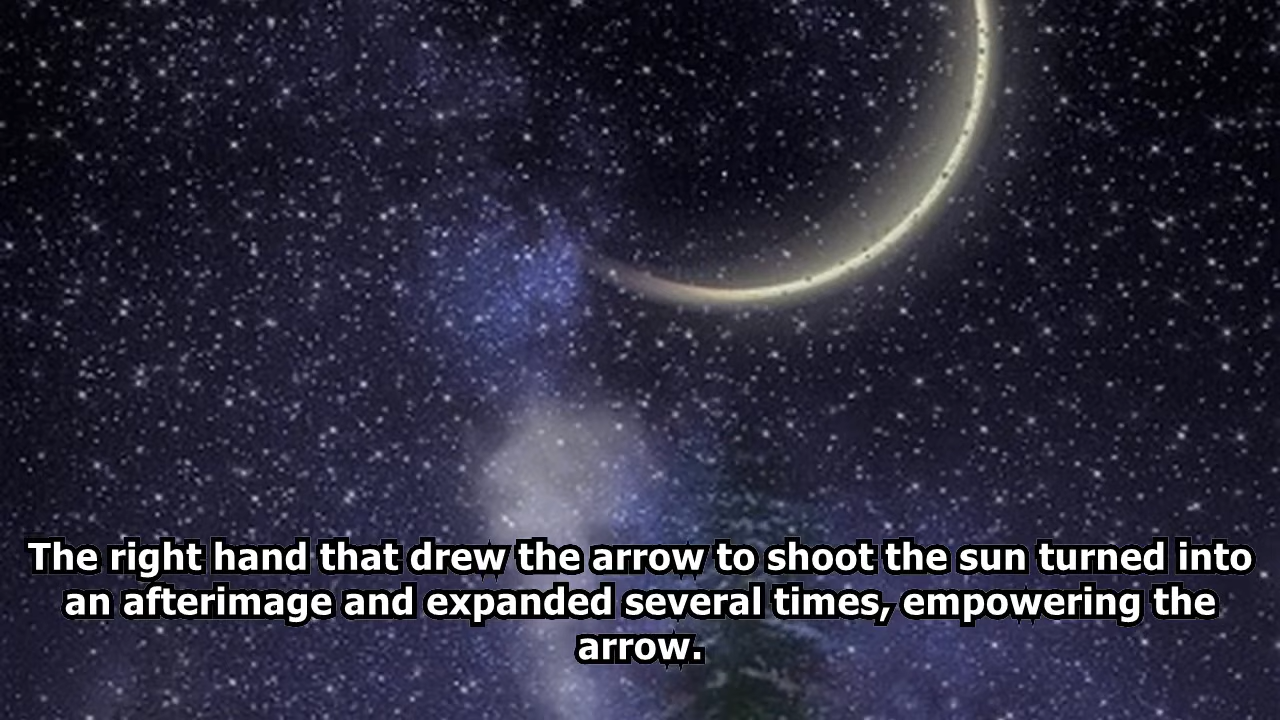 The right hand that drew the arrow to shoot the sun turned into
an afterimage and expanded several times, empowering the
arrow.